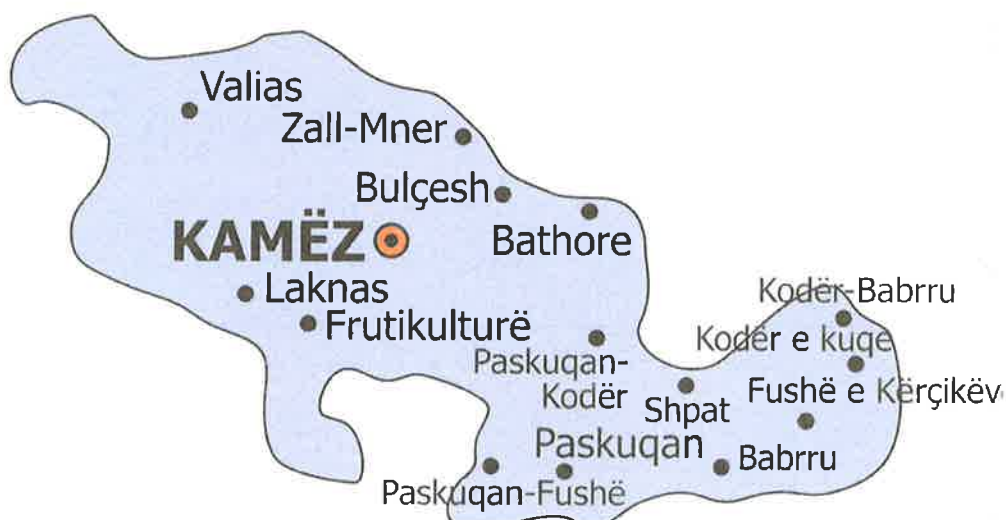 Valias
Zall-Mner
Bulçesh
KAMËZ
Bathore
Laknas
Frutikulturë
Kodër-Babrru
Kodër e kuqe
Paskuqan-
Kodër
Fushë e Kërçikëv
Shpat
Paskuqan
Babrru
Paskuqan-Fushë